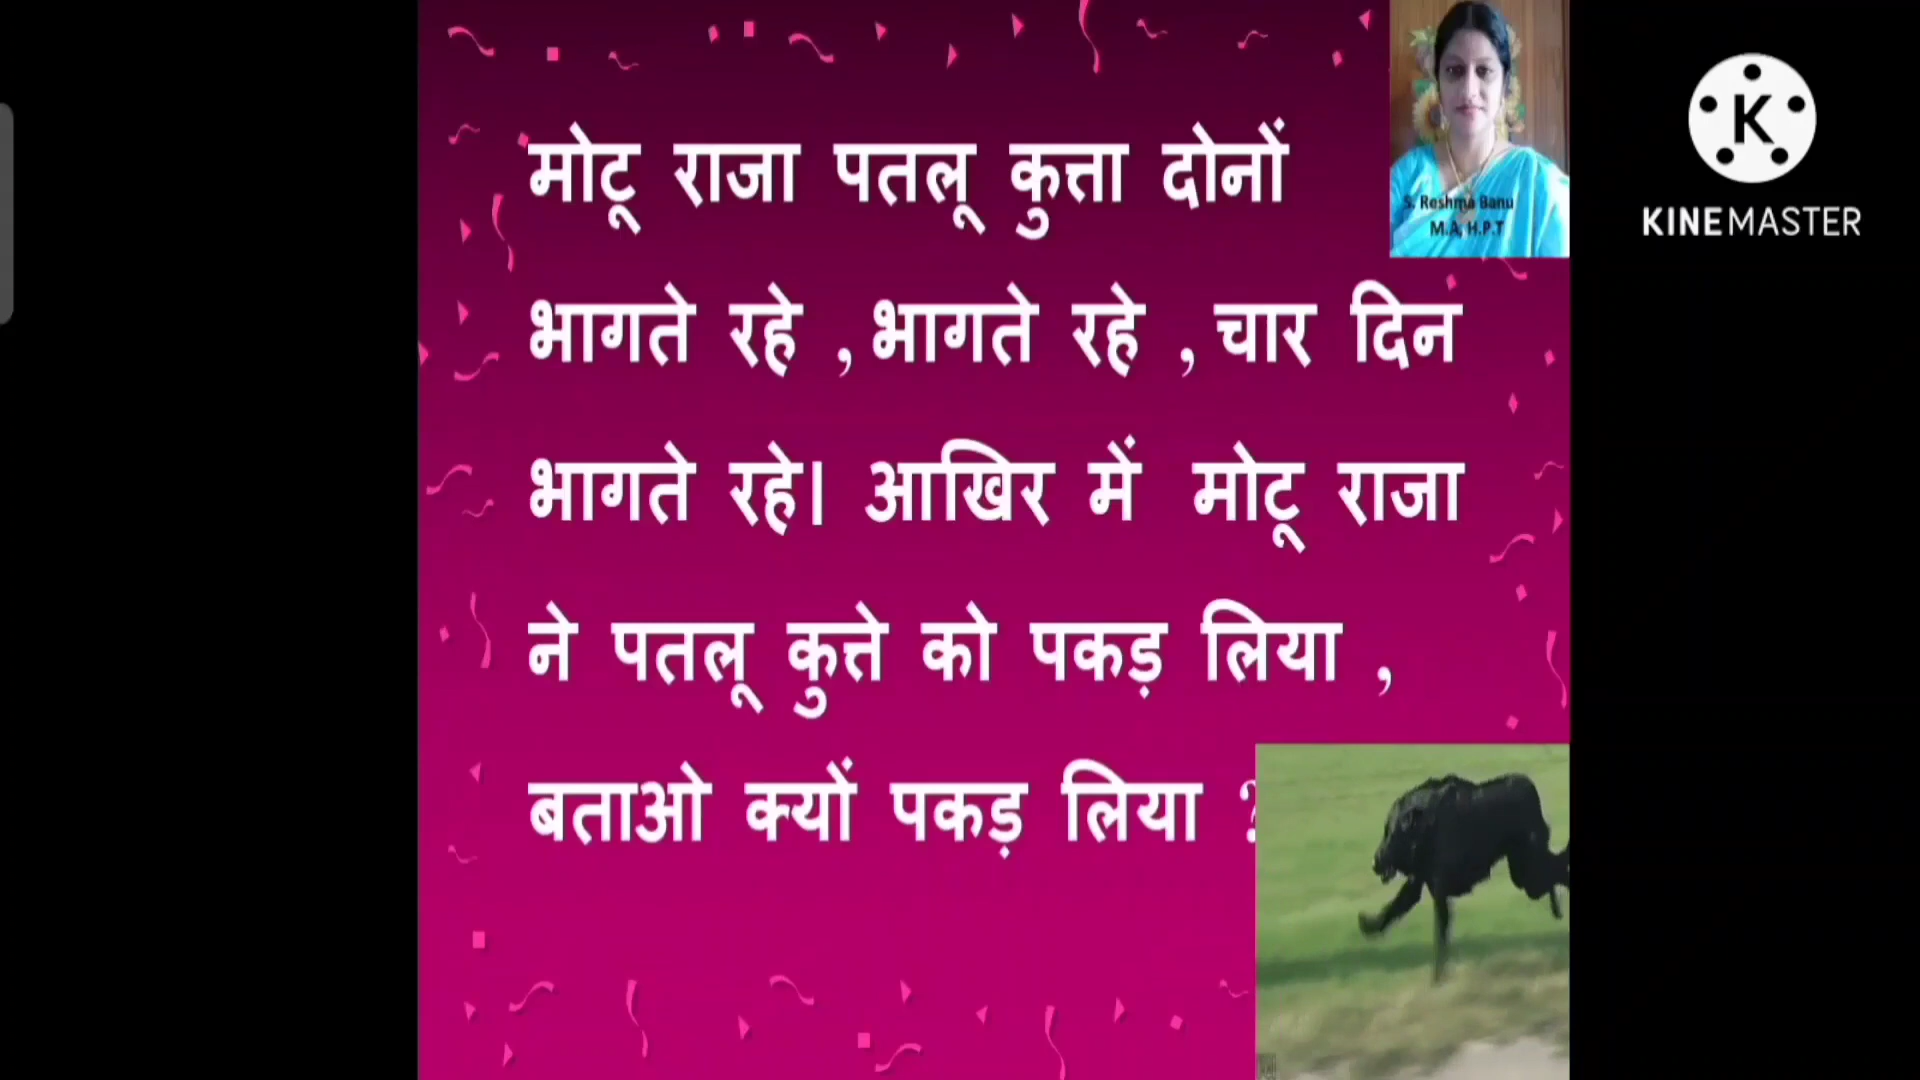 मोटू राजा पतलू कुत्ता दोनों
भागते रहे ,भागते रहे ,चार दिन
भागते रहे। आखिर में मोटू राजा
ने पतलू कुत्ते को पकड़ लिया ,
बताओ क्यों पकड़ लिया ?
S. Reshma Banu
M.A, H.P.T
K
KINEMASTER